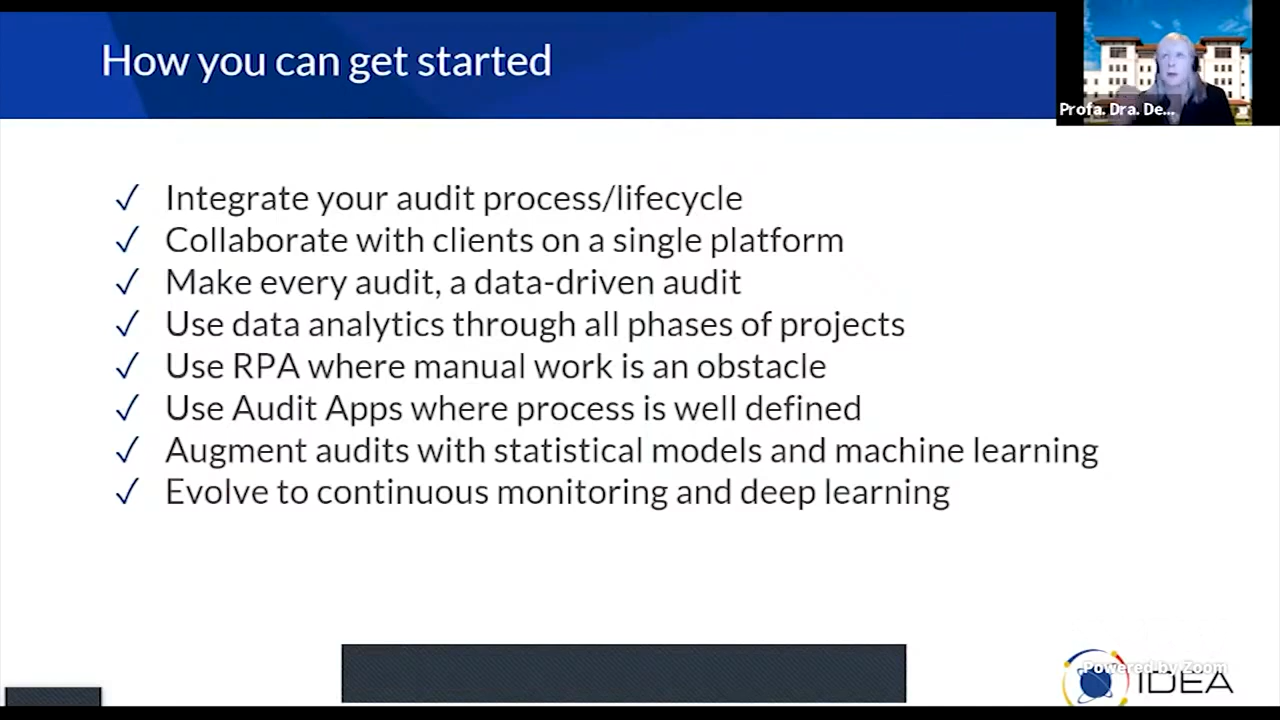 How you can get started
Profa. Dra. De...
✓ Integrate your audit process/lifecycle
✓ Collaborate with clients on a single platform
✓ Make every audit, a data-driven audit
✓ Use data analytics through all phases of projects
✓ Use RPA where manual work is an obstacle
✓ Use Audit Apps where process is well defined
✓ Augment audits with statistical models and machine learning
✓ Evolve to continuous monitoring and deep learning
Powered by Zoom
IDEA